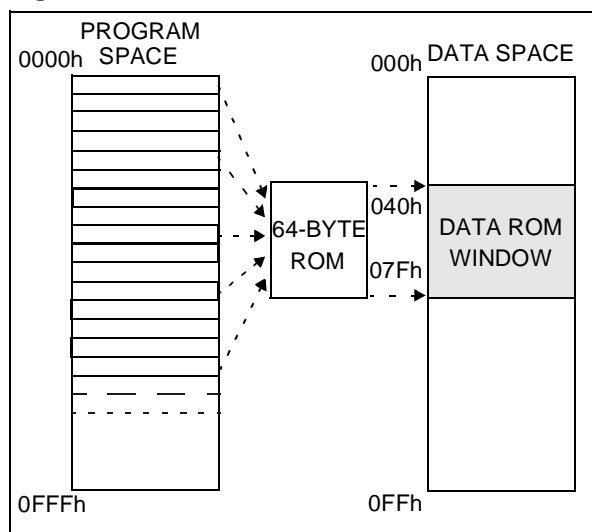 PROGRAM
SPACE
0000h
000h
DATA SPACE
64-BYTE
ROM
040h
07Fh
DATA ROM
WINDOW
0FFFh
0FFh